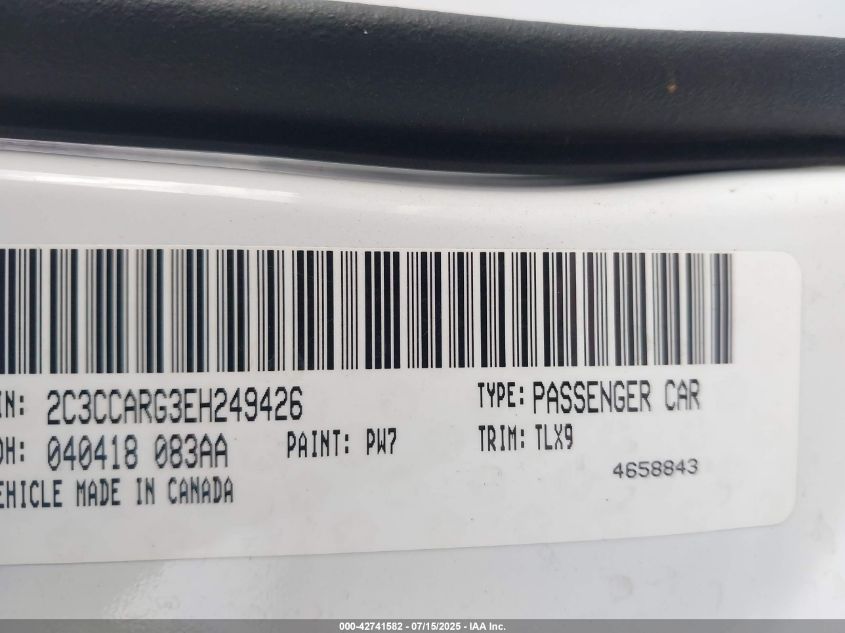 IN: 2C3CCARG3EH249426 TYPE: PASSENGER CAR
DH: 040418 083AA PAINT: PW7 TRIM: TLX9
EHICLE MADE IN CANADA 4658843
000-42741582 - 07/15/2025 - IAA Inc.